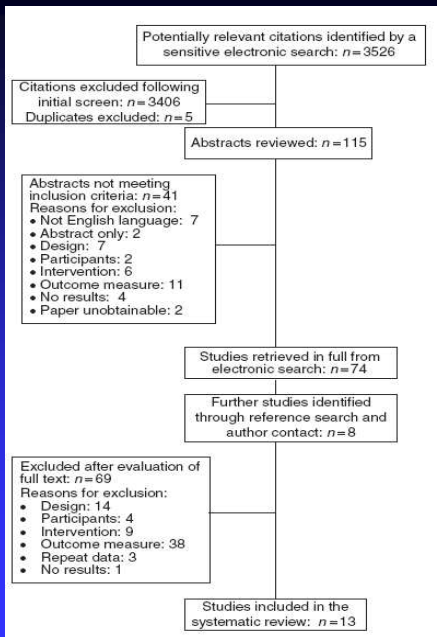 Potentially relevant citations identified by a
sensitive electronic search: n=3526
Citations excluded following
initial screen: n=3406
Duplicates excluded: n=5
Abstracts reviewed: n=115
Abstracts not meeting
inclusion criteria: n=41
Reasons for exclusion:
• Not English language: 7
• Abstract only: 2
• Design: 7
• Participants: 2
• Intervention: 6
• Outcome measure: 11
• No results: 4
• Paper unobtainable: 2
Studies retrieved in full from
electronic search: n=74
Further studies identified
through reference search and
author contact: n=8
Excluded after evaluation of
full text: n=69
Reasons for exclusion:
• Design: 14
• Participants: 4
• Intervention: 9
• Outcome measure: 38
• Repeat data: 3
• No results: 1
Studies included in the
systematic review: n=13